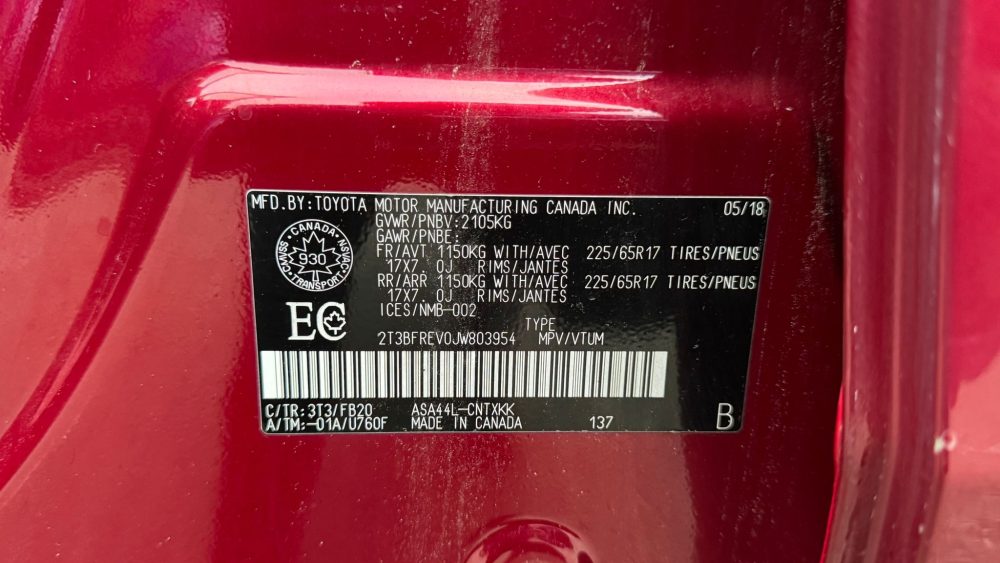 MFD.BY:TOYOTA MOTOR MANUFACTURING CANADA INC. 05/18
GVWR/PNBV:2105KG
GAWR/PNBE:
FR/AVT 1150KG WITH/AVEC 225/65R17 TIRES/PNEUS
17X7.0J RIMS/JANTES
RR/ARR 1150KG WITH/AVEC 225/65R17 TIRES/PNEUS
17X7.0J RIMS/JANTES
ICES/NMB-002
CANADA
CMVSS 930 NSVAC
TRANSPORT
EC
TYPE
2T3BFREV0JW803954 MPV/VTUM
C/TR:3T3/FB20 ASA44L-CNTXKK
A/TM:-01A/U760F MADE IN CANADA 137 B